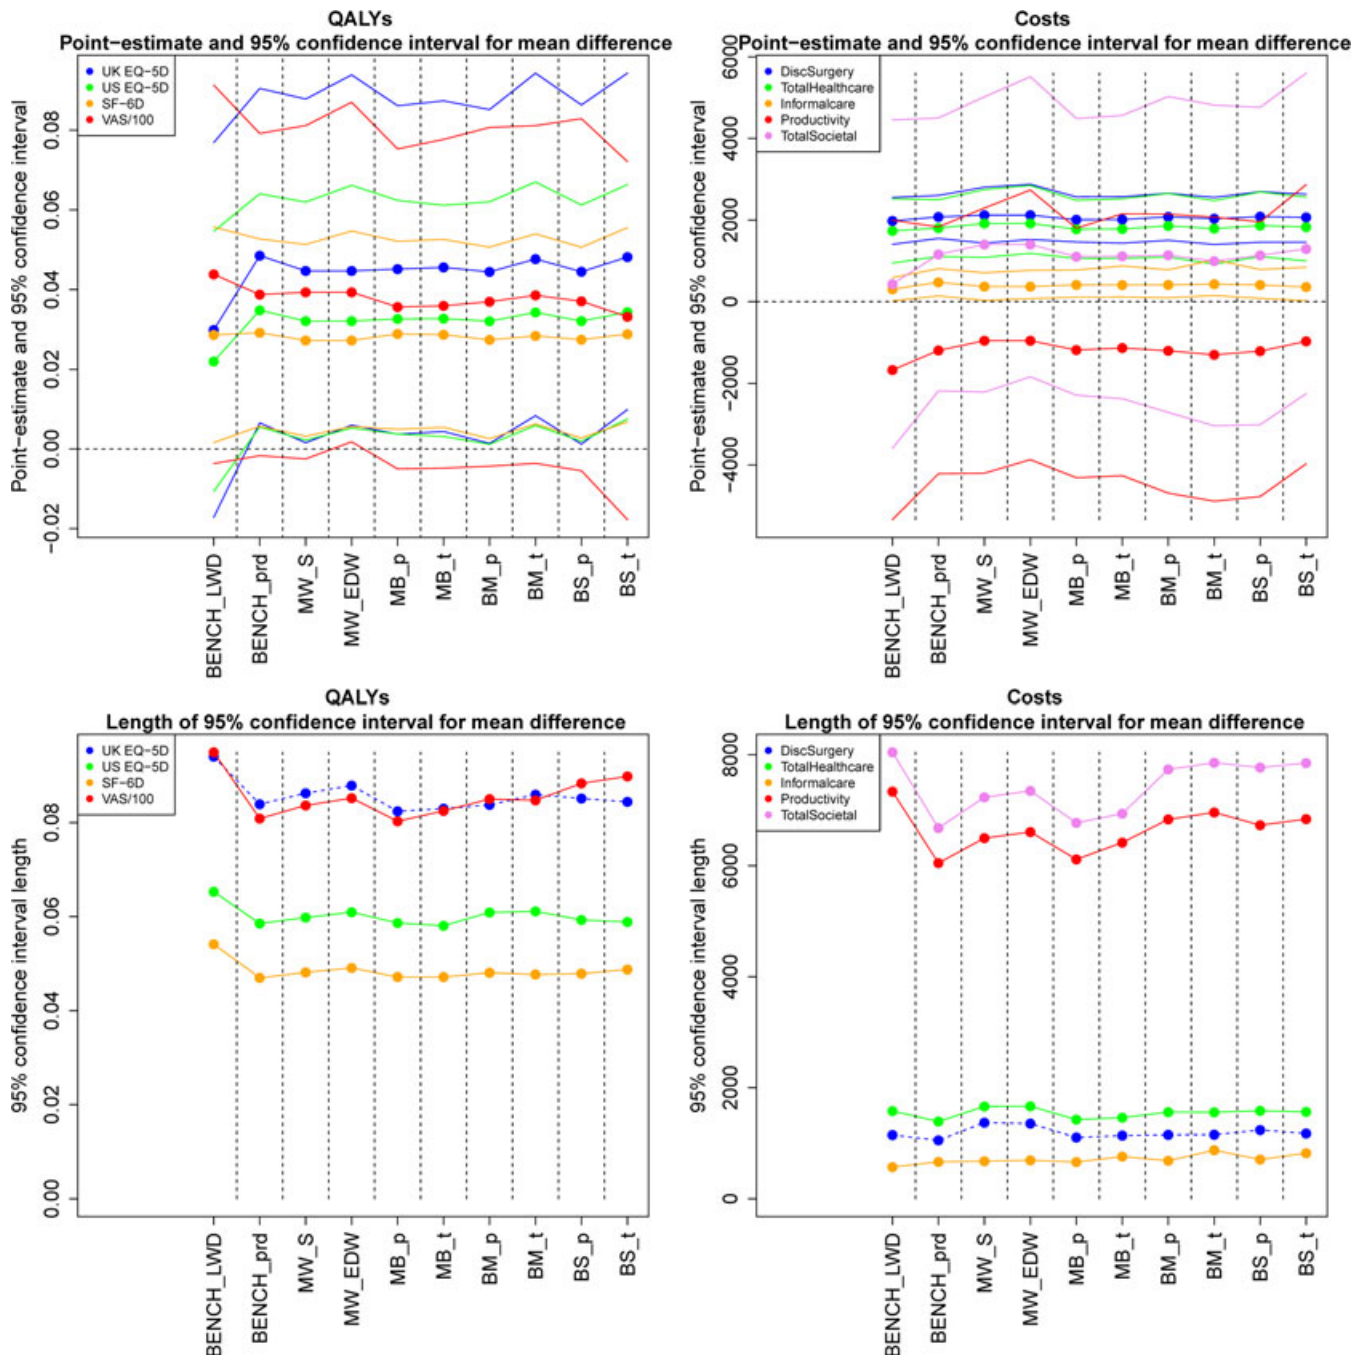 QALYs
Point−estimate and 95% confidence interval for mean difference
UK EQ−5D
US EQ−5D
SF−6D
VAS/100
Point−estimate and 95% confidence interval
0.08
0.06
0.04
0.02
0.00
−0.02
BENCH_LWD
BENCH_prd
MW_S
MW_EDW
MB_p
MB_t
BM_p
BM_t
BS_p
BS_t
Costs
Point−estimate and 95% confidence interval for mean difference
DiscSurgery
TotalHealthcare
Informalcare
Productivity
TotalSocietal
Point−estimate and 95% confidence interval
6000
4000
2000
0
−2000
−4000
BENCH_LWD
BENCH_prd
MW_S
MW_EDW
MB_p
MB_t
BM_p
BM_t
BS_p
BS_t
QALYs
Length of 95% confidence interval for mean difference
UK EQ−5D
US EQ−5D
SF−6D
VAS/100
95% confidence interval length
0.08
0.06
0.04
0.02
0.00
BENCH_LWD
BENCH_prd
MW_S
MW_EDW
MB_p
MB_t
BM_p
BM_t
BS_p
BS_t
Costs
Length of 95% confidence interval for mean difference
DiscSurgery
TotalHealthcare
Informalcare
Productivity
TotalSocietal
95% confidence interval length
8000
6000
4000
2000
0
BENCH_LWD
BENCH_prd
MW_S
MW_EDW
MB_p
MB_t
BM_p
BM_t
BS_p
BS_t